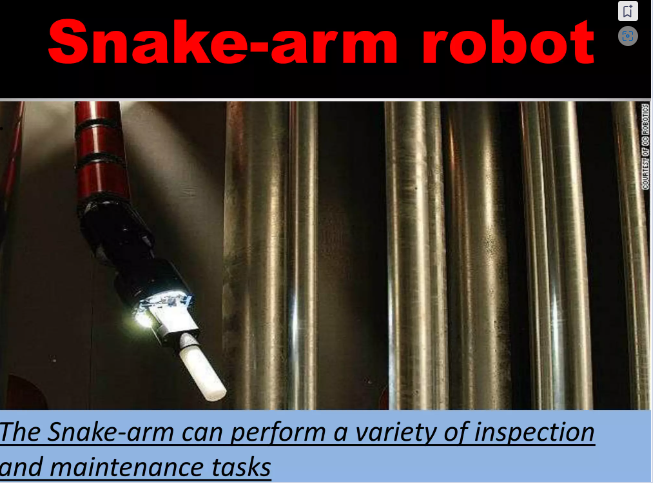 Snake-arm robot
COURTESY OF OC ROBOTICS
The Snake-arm can perform a variety of inspection
and maintenance tasks